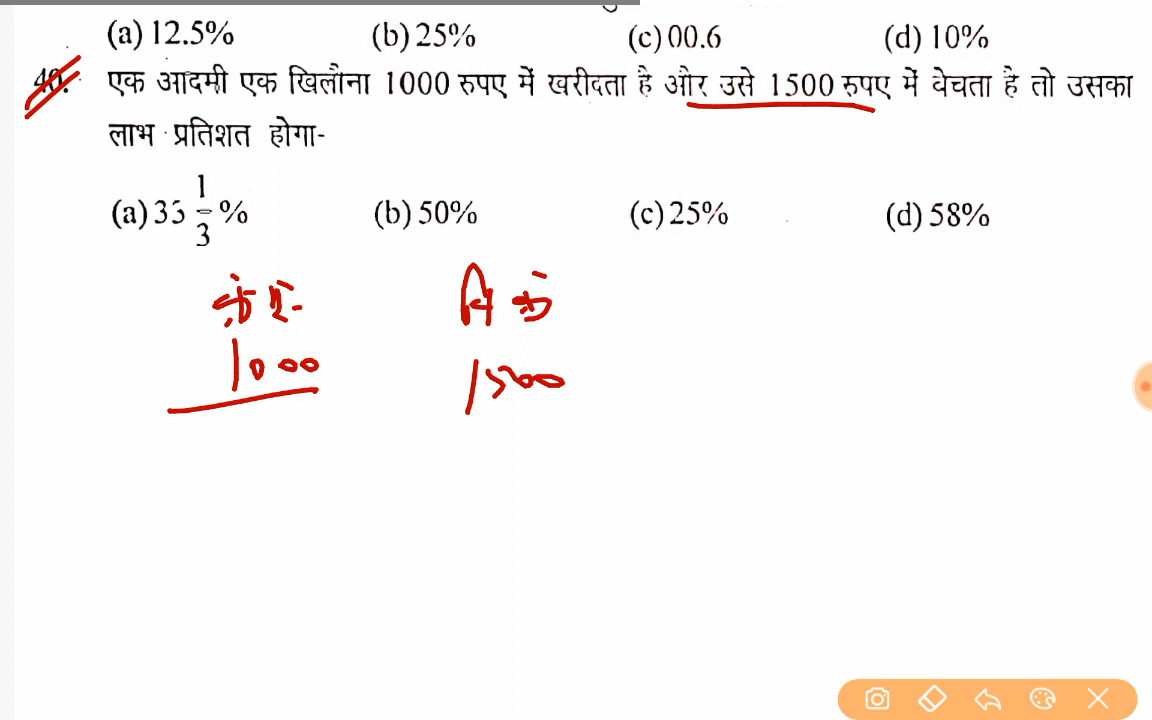 (a) 12.5% (b) 25% (c) 00.6 (d) 10%
40. एक आदमी एक खिलौना 1000 रुपए में खरीदता है और उसे 1500 रुपए में वेचता है तो उसका
लाभ प्रतिशत होगा-
(a) 33 1/3 % (b) 50% (c) 25% (d) 58%
1000 1500